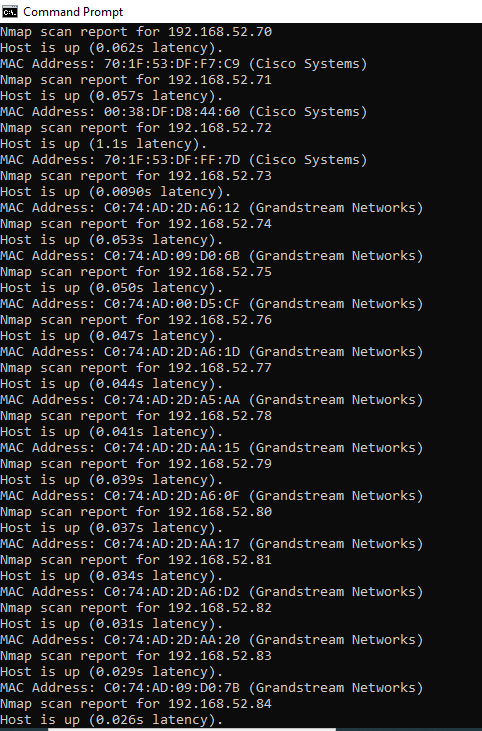 Command Prompt
Nmap scan report for 192.168.52.70
Host is up (0.062s latency).
MAC Address: 70:1F:53:DF:F7:C9 (Cisco Systems)
Nmap scan report for 192.168.52.71
Host is up (0.057s latency).
MAC Address: 00:38:DF:D8:44:60 (Cisco Systems)
Nmap scan report for 192.168.52.72
Host is up (1.1s latency).
MAC Address: 70:1F:53:DF:FF:7D (Cisco Systems)
Nmap scan report for 192.168.52.73
Host is up (0.0090s latency).
MAC Address: C0:74:AD:2D:A6:12 (Grandstream Networks)
Nmap scan report for 192.168.52.74
Host is up (0.053s latency).
MAC Address: C0:74:AD:09:D0:6B (Grandstream Networks)
Nmap scan report for 192.168.52.75
Host is up (0.050s latency).
MAC Address: C0:74:AD:00:D5:CF (Grandstream Networks)
Nmap scan report for 192.168.52.76
Host is up (0.047s latency).
MAC Address: C0:74:AD:2D:A6:1D (Grandstream Networks)
Nmap scan report for 192.168.52.77
Host is up (0.044s latency).
MAC Address: C0:74:AD:2D:A5:AA (Grandstream Networks)
Nmap scan report for 192.168.52.78
Host is up (0.041s latency).
MAC Address: C0:74:AD:2D:AA:15 (Grandstream Networks)
Nmap scan report for 192.168.52.79
Host is up (0.039s latency).
MAC Address: C0:74:AD:2D:A6:0F (Grandstream Networks)
Nmap scan report for 192.168.52.80
Host is up (0.037s latency).
MAC Address: C0:74:AD:2D:AA:17 (Grandstream Networks)
Nmap scan report for 192.168.52.81
Host is up (0.034s latency).
MAC Address: C0:74:AD:2D:A6:D2 (Grandstream Networks)
Nmap scan report for 192.168.52.82
Host is up (0.031s latency).
MAC Address: C0:74:AD:2D:AA:20 (Grandstream Networks)
Nmap scan report for 192.168.52.83
Host is up (0.029s latency).
MAC Address: C0:74:AD:09:D0:7B (Grandstream Networks)
Nmap scan report for 192.168.52.84
Host is up (0.026s latency).